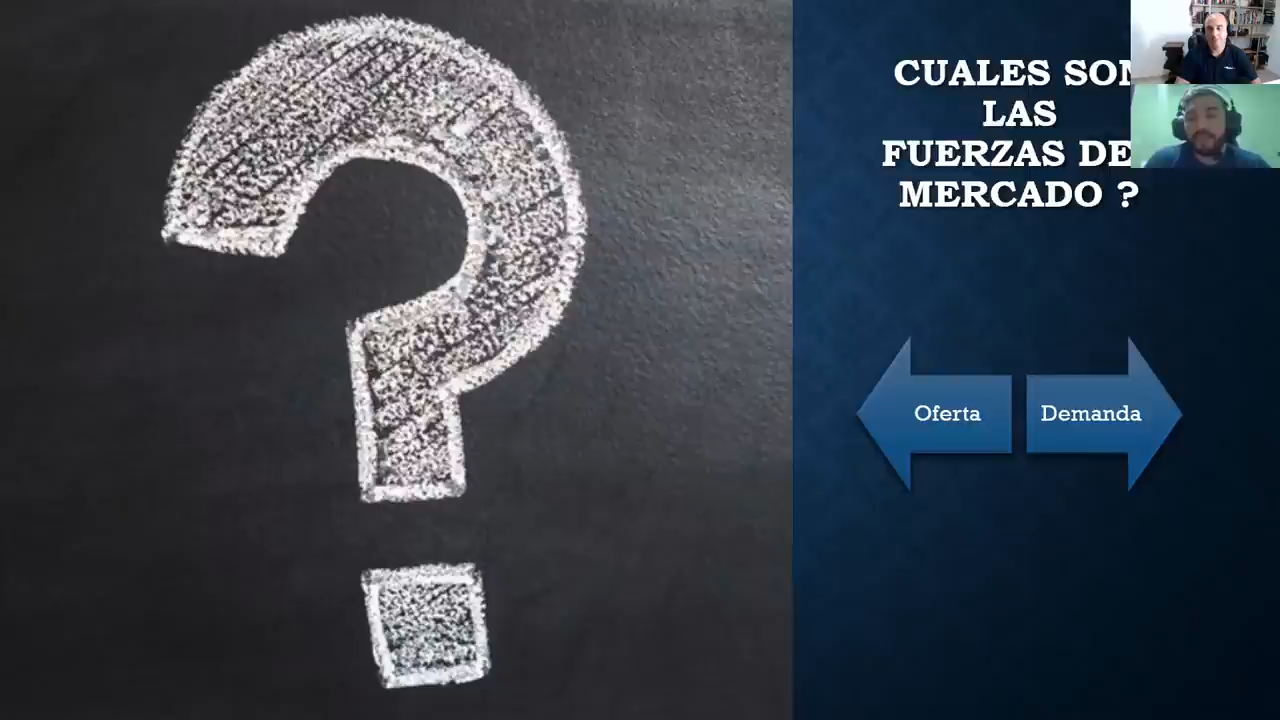 CUALES SON
LAS
FUERZAS DE
MERCADO ?
Oferta
Demanda